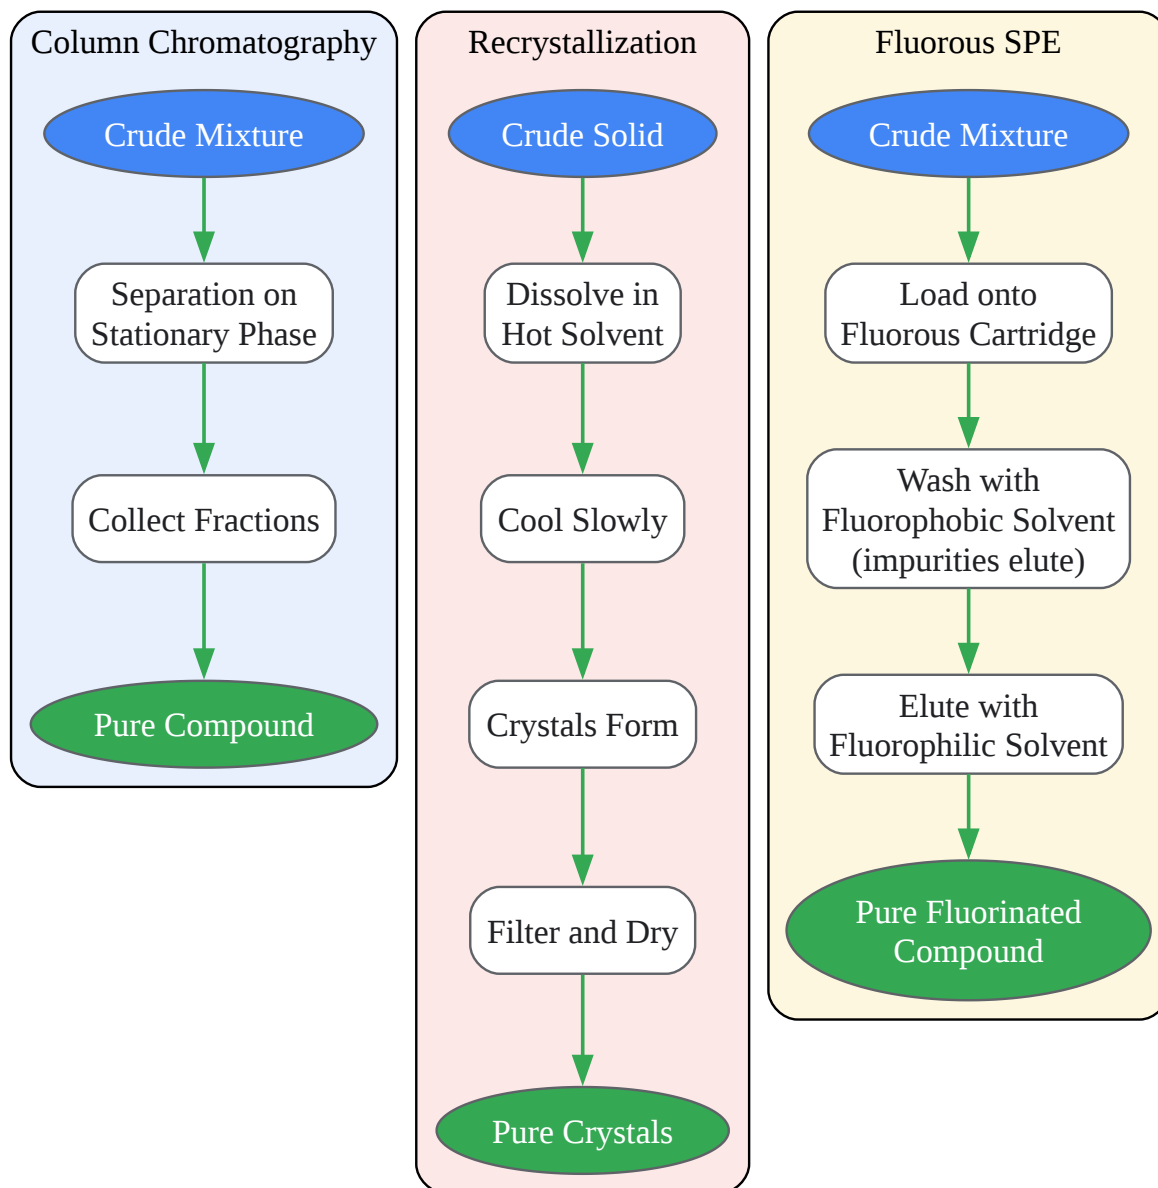 Column Chromatography
Crude Mixture
Separation on
Stationary Phase
Collect Fractions
Pure Compound
Recrystallization
Crude Solid
Dissolve in
Hot Solvent
Cool Slowly
Crystals Form
Filter and Dry
Pure Crystals
Fluorous SPE
Crude Mixture
Load onto
Fluorous Cartridge
Wash with
Fluorophobic Solvent
(impurities elute)
Elute with
Fluorophilic Solvent
Pure Fluorinated
Compound